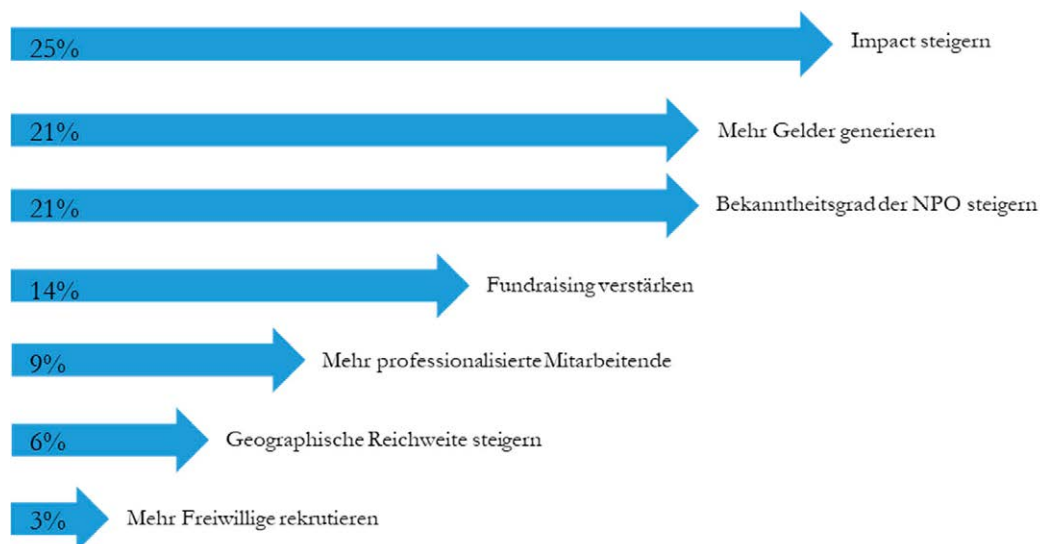 25% Impact steigern
21% Mehr Gelder generieren
21% Bekanntheitsgrad der NPO steigern
14% Fundraising verstärken
9% Mehr professionalisierte Mitarbeitende
6% Geographische Reichweite steigern
3% Mehr Freiwillige rekrutieren